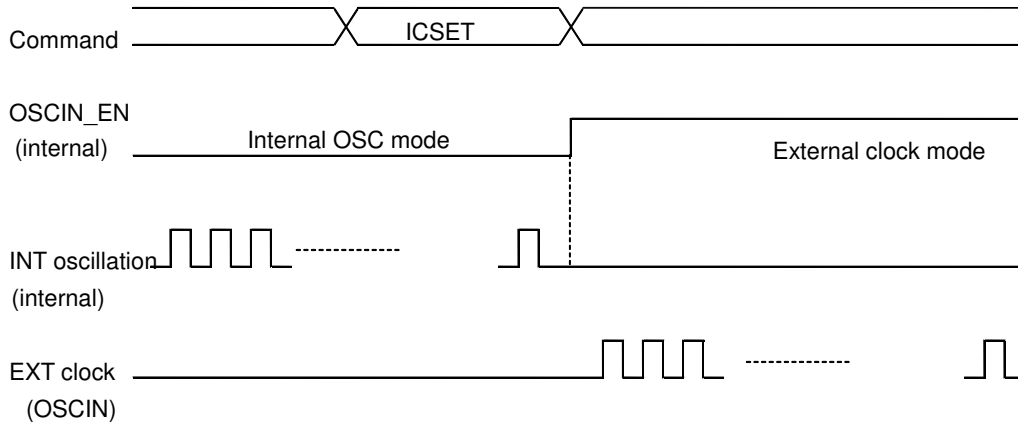 ICSET
Command
OSCIN_EN
(internal)
Internal OSC mode
External clock mode
INT oscillation
(internal)
EXT clock
(OSCIN)